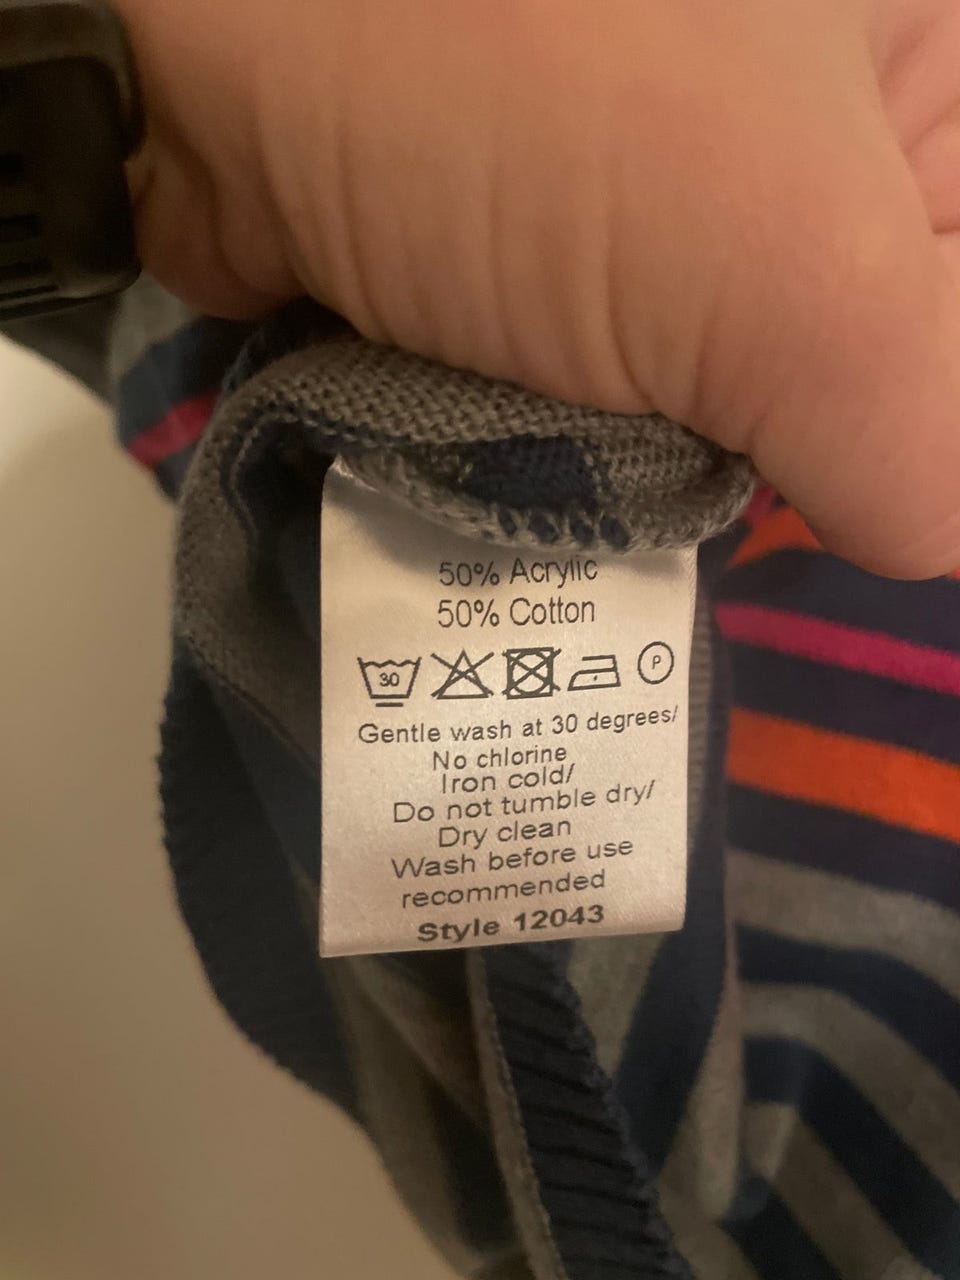 50% Acrylic
50% Cotton
30 P
Gentle wash at 30 degrees/
No chlorine
Iron cold/
Do not tumble dry/
Dry clean
Wash before use
recommended
Style 12043